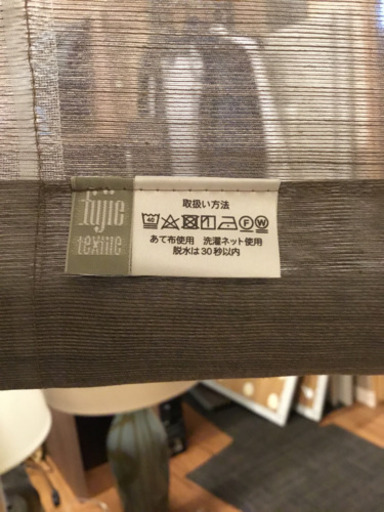 fujie
textile
取扱い方法
40 F W
あて布使用 洗濯ネット使用
脱水は30秒以内